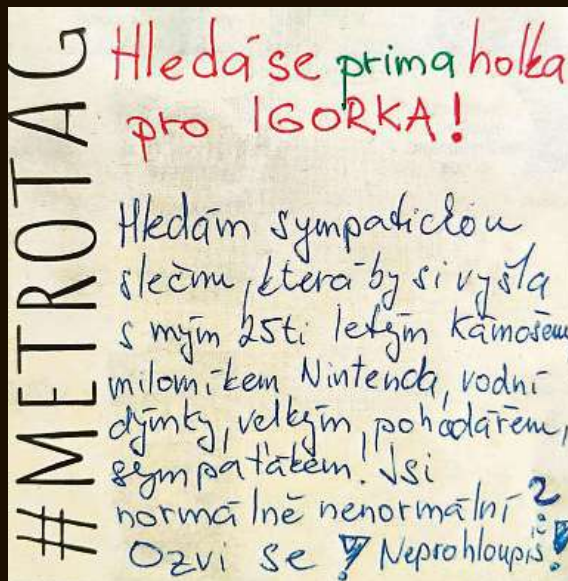 #METROTAG
Hledá se prima holka
pro IGORKA!
Hledám sympatickou
slečnu, která by si vyšla
s mým 25ti letým kámošem,
milovníkem Nintenda, vodní
dýmky, velkým, pohodářem,
sympaťákem. Jsi
normálně nenormální?
Ozvi se! Neprohloupíš!